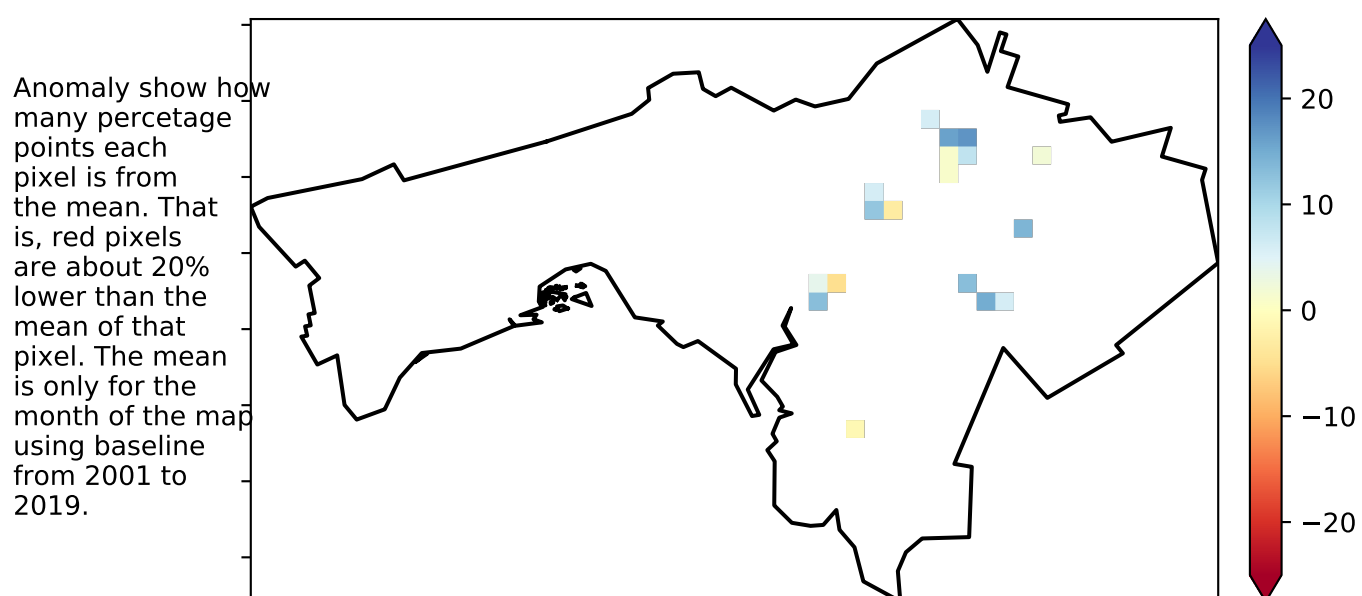 Anomaly show how
many percetage
points each
pixel is from
the mean. That
is, red pixels
are about 20%
lower than the
mean of that
pixel. The mean
is only for the
month of the map
using baseline
from 2001 to
2019.
20
10
0
−10
−20